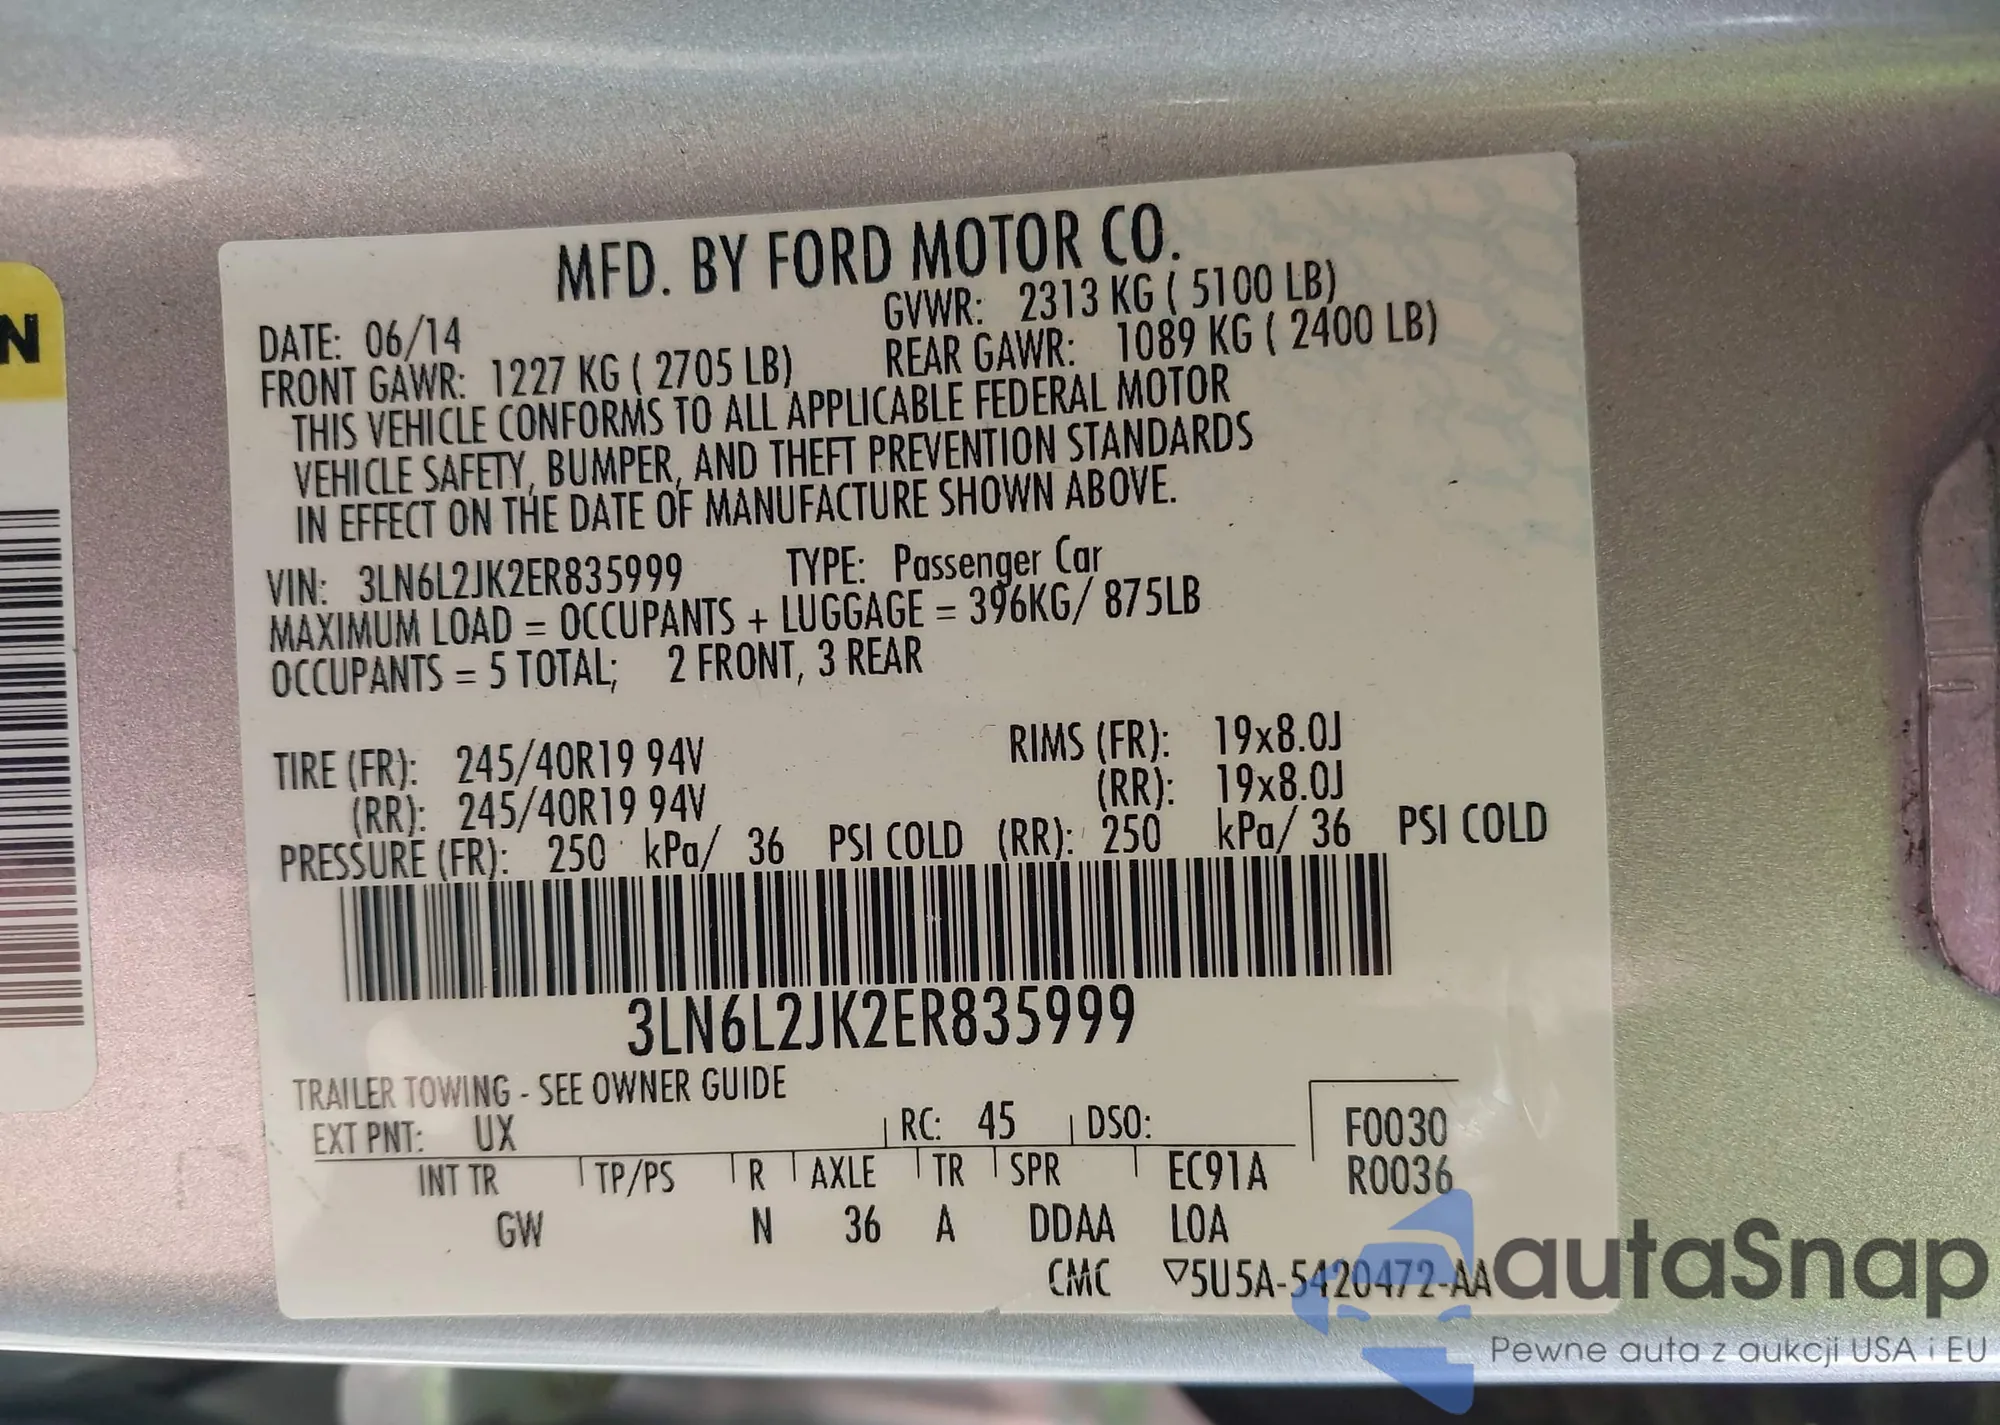 N
MFD. BY FORD MOTOR CO.
DATE: 06/14 GVWR: 2313 KG ( 5100 LB)
FRONT GAWR: 1227 KG ( 2705 LB) REAR GAWR: 1089 KG ( 2400 LB)
THIS VEHICLE CONFORMS TO ALL APPLICABLE FEDERAL MOTOR
VEHICLE SAFETY, BUMPER, AND THEFT PREVENTION STANDARDS
IN EFFECT ON THE DATE OF MANUFACTURE SHOWN ABOVE.
VIN: 3LN6L2JK2ER835999 TYPE: Passenger Car
MAXIMUM LOAD = OCCUPANTS + LUGGAGE = 396KG/ 875LB
OCCUPANTS = 5 TOTAL; 2 FRONT, 3 REAR
TIRE (FR): 245/40R19 94V RIMS (FR): 19x8.0J
(RR): 245/40R19 94V (RR): 19x8.0J
PRESSURE (FR): 250 kPa/ 36 PSI COLD (RR): 250 kPa/ 36 PSI COLD
3LN6L2JK2ER835999
TRAILER TOWING - SEE OWNER GUIDE
EXT PNT: UX RC: 45 DSO: F0030
INT TR TP/PS R AXLE TR SPR EC91A R0036
GW N 36 A DDAA LOA
CMC ▽5U5A-5420472-AA
autaSnap
Pewne auta z aukcji USA i EU